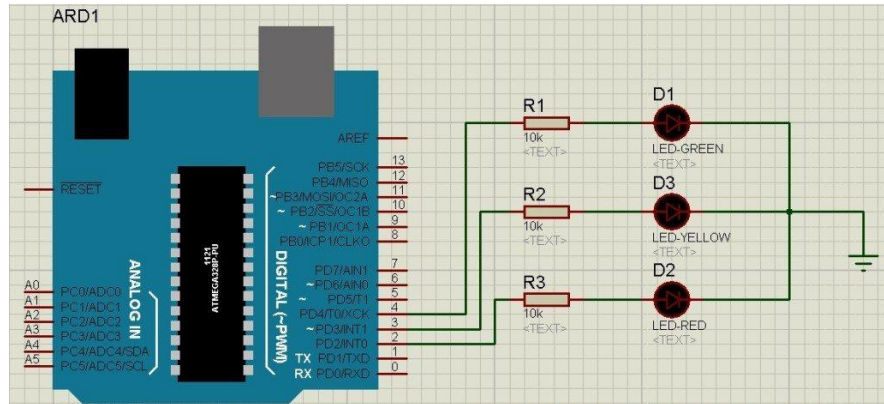 ARD1
AREF
RESET
PB5/SCK 13
PB4/MISO 12
~PB3/MOSI/OC2A 11
~PB2/SS/OC1B 10
~PB1/OC1A 9
PB0/ICP1/CLKO 8
1121
ATMEGA328P-PU
ANALOG IN
DIGITAL (~PWM)
PD7/AIN1 7
~PD6/AIN0 6
~PD5/T1 5
PD4/T0/XCK 4
~PD3/INT1 3
PD2/INT0 2
TX PD1/TXD 1
RX PD0/RXD 0
A0 PC0/ADC0
A1 PC1/ADC1
A2 PC2/ADC2
A3 PC3/ADC3
A4 PC4/ADC4/SDA
A5 PC5/ADC5/SCL
R1
10k
<TEXT>
D1
LED-GREEN
<TEXT>
R2
10k
<TEXT>
D3
LED-YELLOW
<TEXT>
R3
10k
<TEXT>
D2
LED-RED
<TEXT>